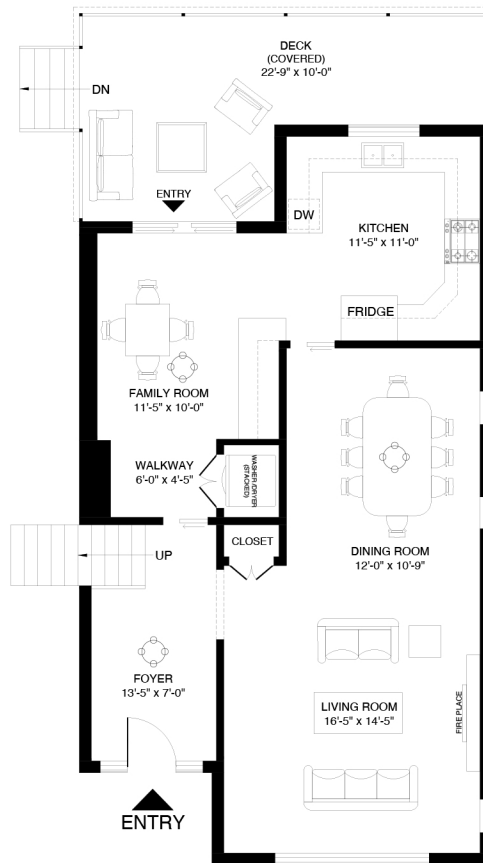 DECK
(COVERED)
22'-9" x 10'-0"
DN
ENTRY
DW
KITCHEN
11'-5" x 11'-0"
FRIDGE
FAMILY ROOM
11'-5" x 10'-0"
WALKWAY
6'-0" x 4'-5"
WASHER/DRYER
(STACKED)
CLOSET
UP
DINING ROOM
12'-0" x 10'-9"
FOYER
13'-5" x 7'-0"
LIVING ROOM
16'-5" x 14'-5"
FIREPLACE
ENTRY